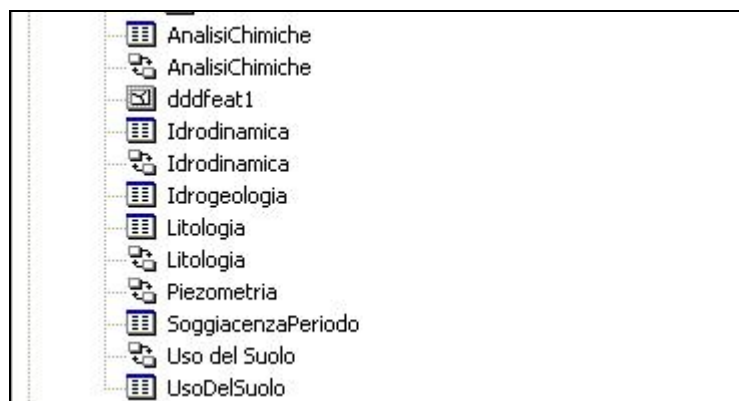 AnalisiChimiche
AnalisiChimiche
dddfeat1
Idrodinamica
Idrodinamica
Idrogeologia
Litologia
Litologia
Piezometria
SoggiacenzaPeriodo
Uso del Suolo
UsoDelSuolo